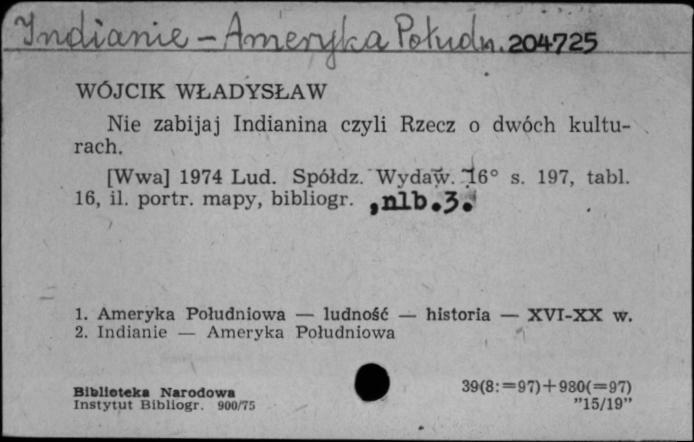 Indianie – Ameryka Połudn. 204725
WÓJCIK WŁADYSŁAW
Nie zabijaj Indianina czyli Rzecz o dwóch kultu-
rach.
[Wwa] 1974 Lud. Spółdz. Wydaw. 16° s. 197, tabl.
16, il. portr. mapy, bibliogr. , nlb. 3.
1. Ameryka Południowa — ludność — historia — XVI-XX w.
2. Indianie — Ameryka Południowa
Biblioteka Narodowa 39(8:=97)+980(=97)
Instytut Bibliogr. 900/75 "15/19"